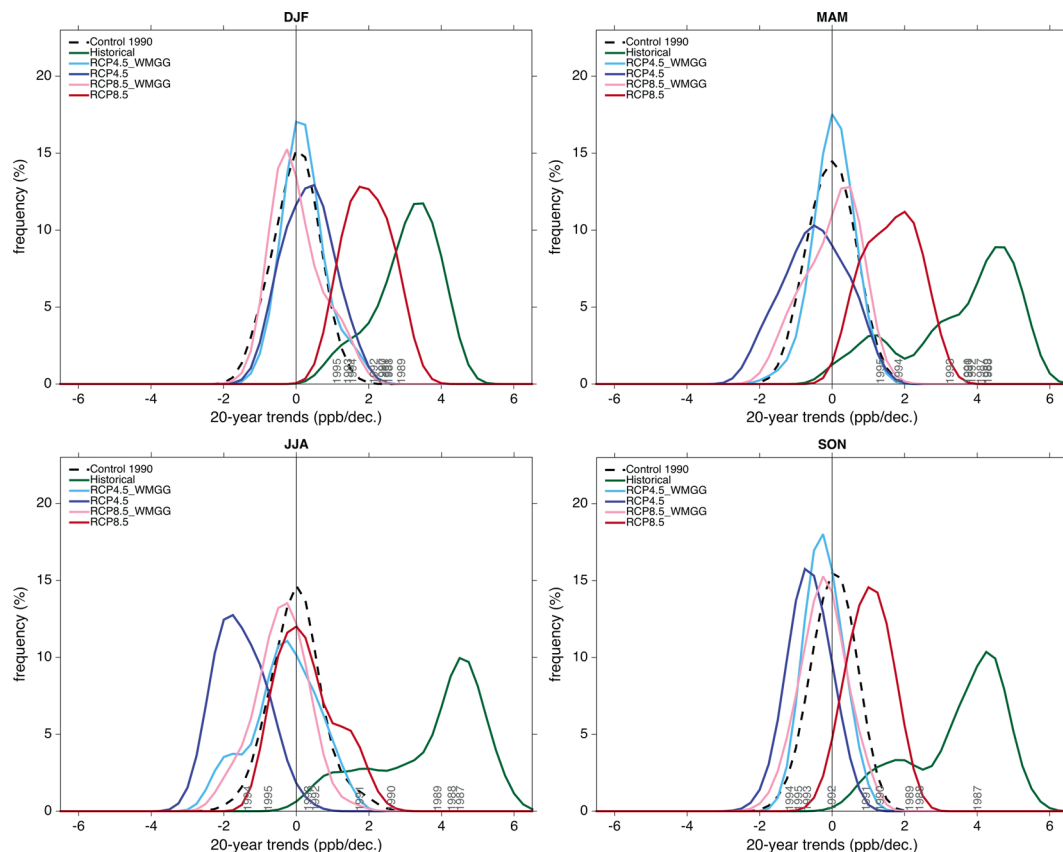 DJF
Control 1990
Historical
RCP4.5_WMGG
RCP4.5
RCP8.5_WMGG
RCP8.5
frequency (%)
20
15
10
5
0
-6 -4 -2 0 2 4 6
20-year trends (ppb/dec.)
1995
1989
MAM
Control 1990
Historical
RCP4.5_WMGG
RCP4.5
RCP8.5_WMGG
RCP8.5
frequency (%)
20
15
10
5
0
-6 -4 -2 0 2 4 6
20-year trends (ppb/dec.)
1995
1994
JJA
Control 1990
Historical
RCP4.5_WMGG
RCP4.5
RCP8.5_WMGG
RCP8.5
frequency (%)
20
15
10
5
0
-6 -4 -2 0 2 4 6
20-year trends (ppb/dec.)
1994
1995
1992
1990
1989
1988
1987
SON
Control 1990
Historical
RCP4.5_WMGG
RCP4.5
RCP8.5_WMGG
RCP8.5
frequency (%)
20
15
10
5
0
-6 -4 -2 0 2 4 6
20-year trends (ppb/dec.)
1994
1995
1993
1992
1991
1990
1989
1987